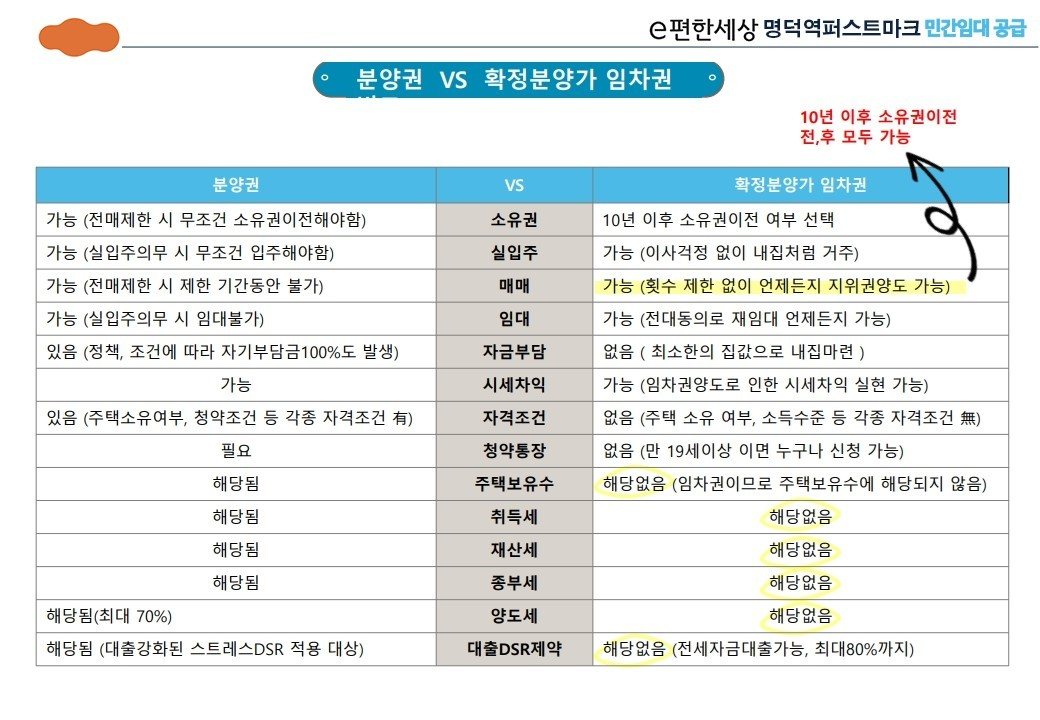 e편한세상 명덕역퍼스트마크 민간임대 공급
분양권 VS 확정분양가 임차권
10년 이후 소유권이전
전,후 모두 가능
분양권 VS 확정분양가 임차권
가능 (전매제한 시 무조건 소유권이전해야함) 소유권 10년 이후 소유권이전 여부 선택
가능 (실입주의무 시 무조건 입주해야함) 실입주 가능 (이사걱정 없이 내집처럼 거주)
가능 (전매제한 시 제한 기간동안 불가) 매매 가능 (횟수 제한 없이 언제든지 지위권양도 가능)
가능 (실입주의무 시 임대불가) 임대 가능 (전대동의로 재임대 언제든지 가능)
있음 (정책, 조건에 따라 자기부담금100%도 발생) 자금부담 없음 ( 최소한의 집값으로 내집마련 )
가능 시세차익 가능 (임차권양도로 인한 시세차익 실현 가능)
있음 (주택소유여부, 청약조건 등 각종 자격조건 有) 자격조건 없음 (주택 소유 여부, 소득수준 등 각종 자격조건 無)
필요 청약통장 없음 (만 19세이상 이면 누구나 신청 가능)
해당됨 주택보유수 해당없음 (임차권이므로 주택보유수에 해당되지 않음)
해당됨 취득세 해당없음
해당됨 재산세 해당없음
해당됨 종부세 해당없음
해당됨(최대 70%) 양도세 해당없음
해당됨 (대출강화된 스트레스DSR 적용 대상) 대출DSR제약 해당없음 (전세자금대출가능, 최대80%까지)